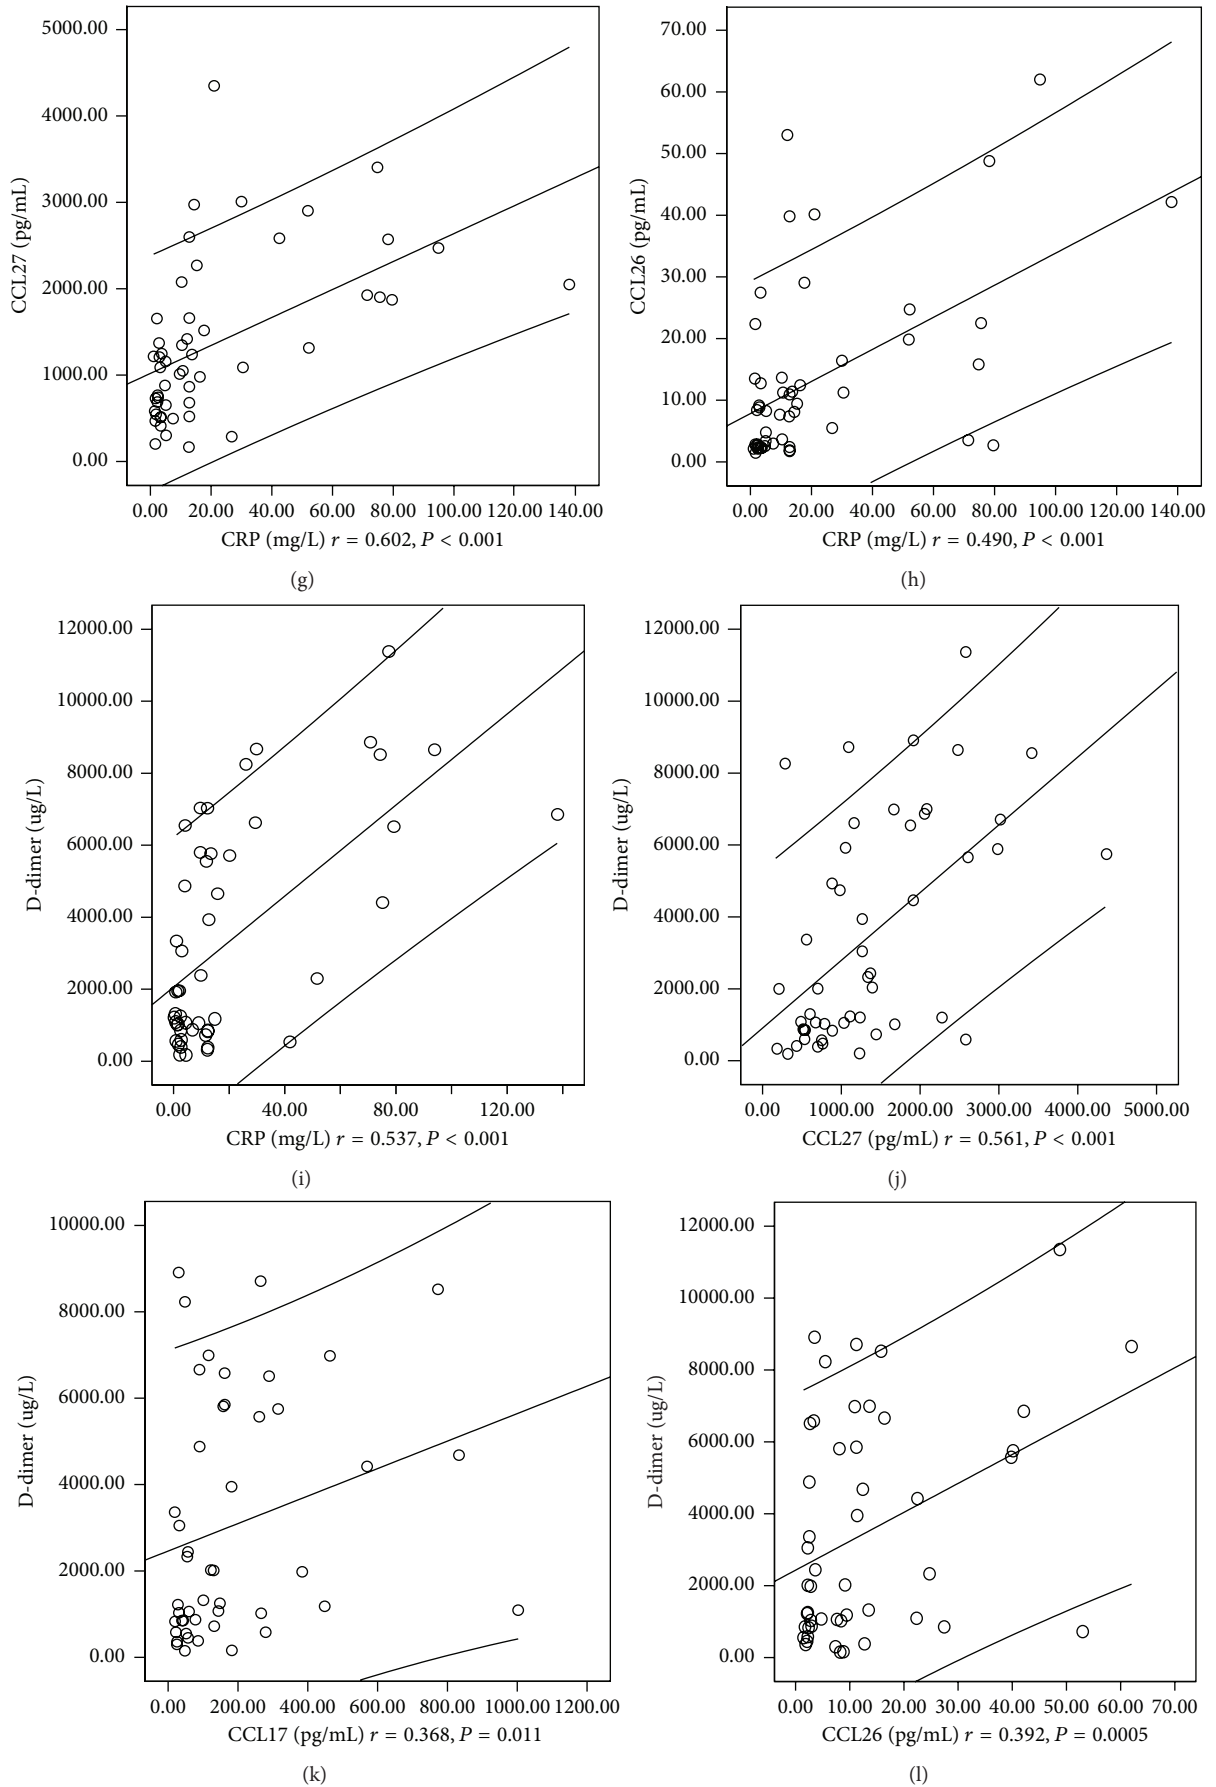 5000.00
4000.00
3000.00
2000.00
1000.00
0.00
CCL27 (pg/mL)
0.00 20.00 40.00 60.00 80.00 100.00 120.00 140.00
CRP (mg/L) r = 0.602, P < 0.001
(g)
70.00
60.00
50.00
40.00
30.00
20.00
10.00
0.00
CCL26 (pg/mL)
0.00 20.00 40.00 60.00 80.00 100.00 120.00 140.00
CRP (mg/L) r = 0.490, P < 0.001
(h)
12000.00
10000.00
8000.00
6000.00
4000.00
2000.00
0.00
D-dimer (ug/L)
0.00 40.00 80.00 120.00
CRP (mg/L) r = 0.537, P < 0.001
(i)
12000.00
10000.00
8000.00
6000.00
4000.00
2000.00
0.00
D-dimer (ug/L)
0.00 1000.00 2000.00 3000.00 4000.00 5000.00
CCL27 (pg/mL) r = 0.561, P < 0.001
(j)
10000.00
8000.00
6000.00
4000.00
2000.00
0.00
D-dimer (ug/L)
0.00 200.00 400.00 600.00 800.00 1000.00 1200.00
CCL17 (pg/mL) r = 0.368, P = 0.011
(k)
12000.00
10000.00
8000.00
6000.00
4000.00
2000.00
0.00
D-dimer (ug/L)
0.00 10.00 20.00 30.00 40.00 50.00 60.00 70.00
CCL26 (pg/mL) r = 0.392, P = 0.0005
(l)